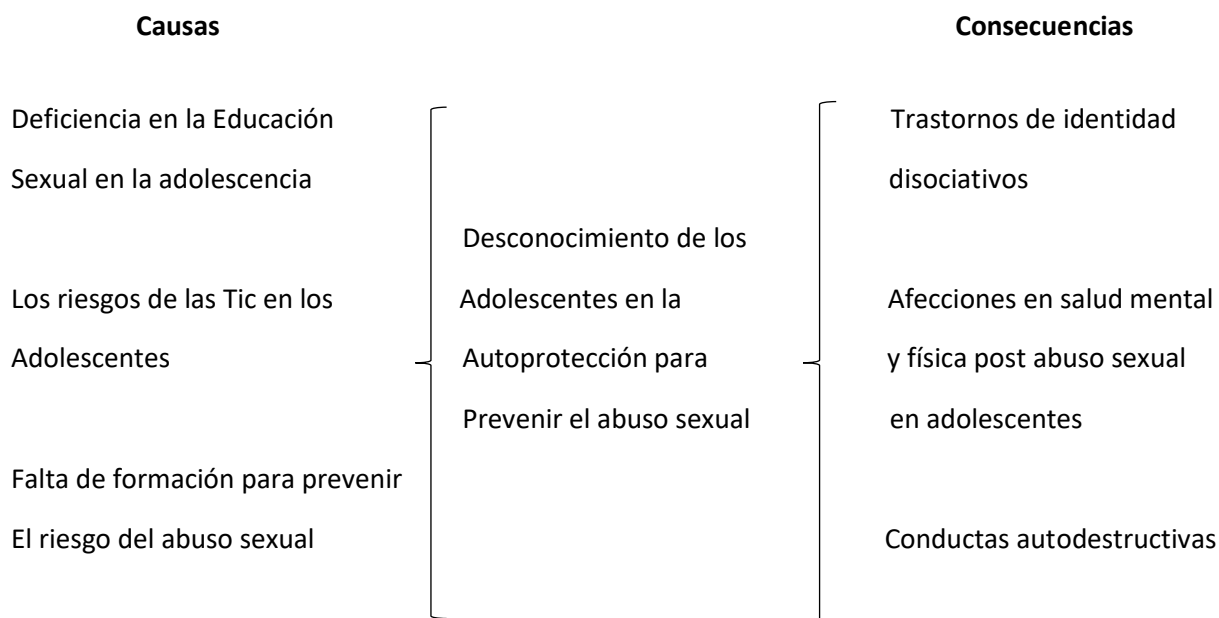 Causas
Consecuencias
Deficiencia en la Educación
Sexual en la adolescencia
Los riesgos de las Tic en los
Adolescentes
Falta de formación para prevenir
El riesgo del abuso sexual
Desconocimiento de los
Adolescentes en la
Autoprotección para
Prevenir el abuso sexual
Trastornos de identidad
disociativos
Afecciones en salud mental
y física post abuso sexual
en adolescentes
Conductas autodestructivas